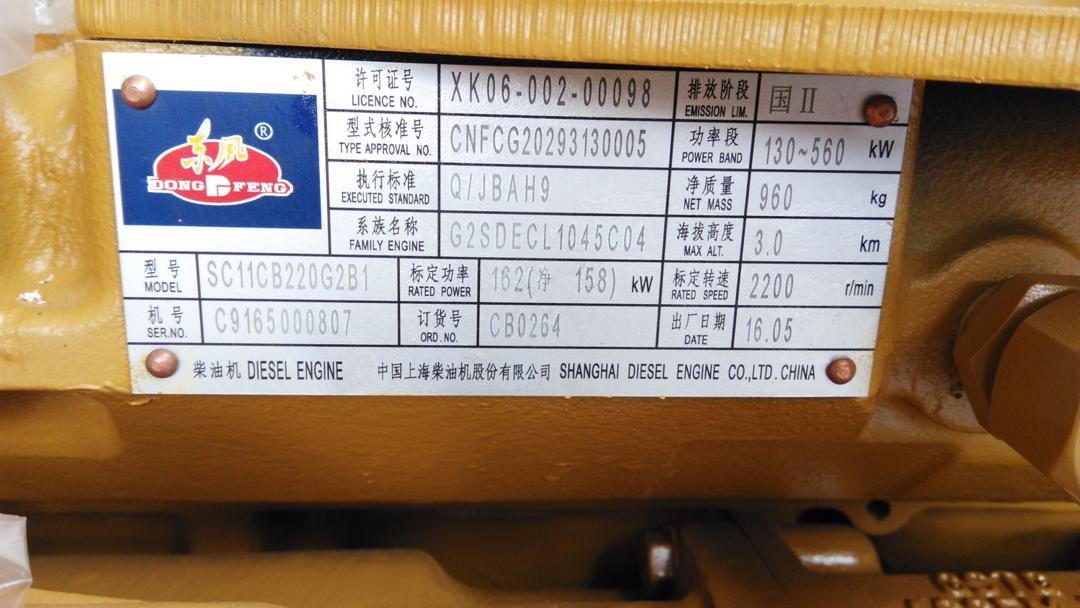 东风 ®
DONG FENG
许可证号 XK06-002-00098 排放阶段 国 II
LICENCE NO. EMISSION LIM.
型式核准号 CNFCG20293130005 功率段 130~560 kW
TYPE APPROVAL NO. POWER BAND
执行标准 Q/JBAH9 净质量 960 kg
EXECUTED STANDARD NET MASS
系族名称 G2SDECL1045C04 海拔高度 3.0 km
FAMILY ENGINE MAX ALT.
型号 SC11CB220G2B1 标定功率 162(净 158) kW 标定转速 2200 r/min
MODEL RATED POWER RATED SPEED
机号 C9165000807 订货号 CB0264 出厂日期 16.05
SER.NO. ORD.NO. DATE
柴油机 DIESEL ENGINE 中国上海柴油机股份有限公司 SHANGHAI DIESEL ENGINE CO.,LTD. CHINA